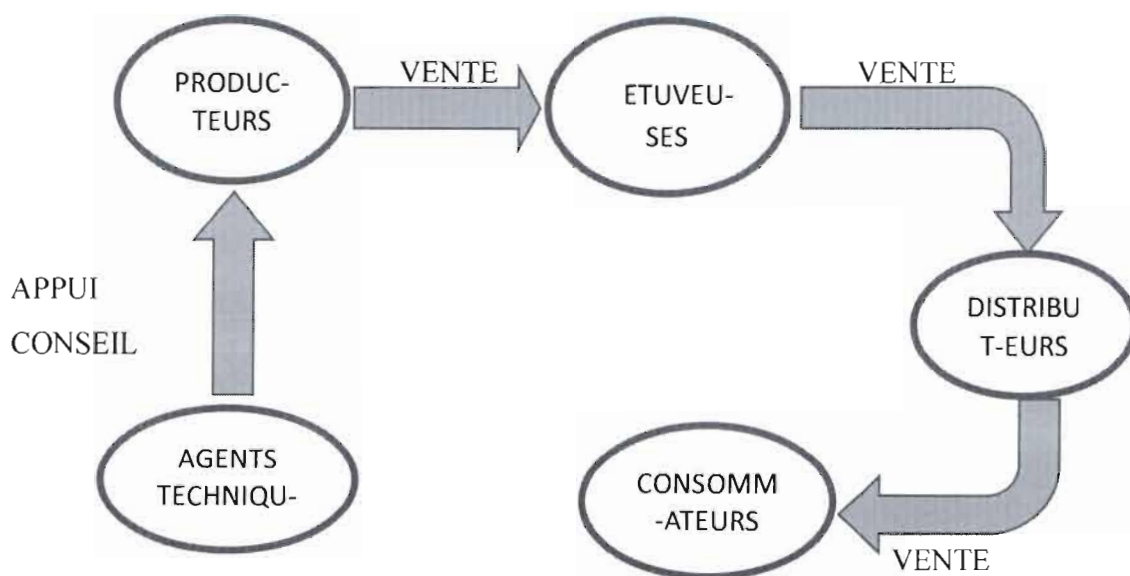 PRODUC-
TEURS
VENTE
ETUVEU-
SES
VENTE
APPUI
CONSEIL
DISTRIBU
T-EURS
AGENTS
TECHNIQU-
CONSOMM
-ATEURS
VENTE